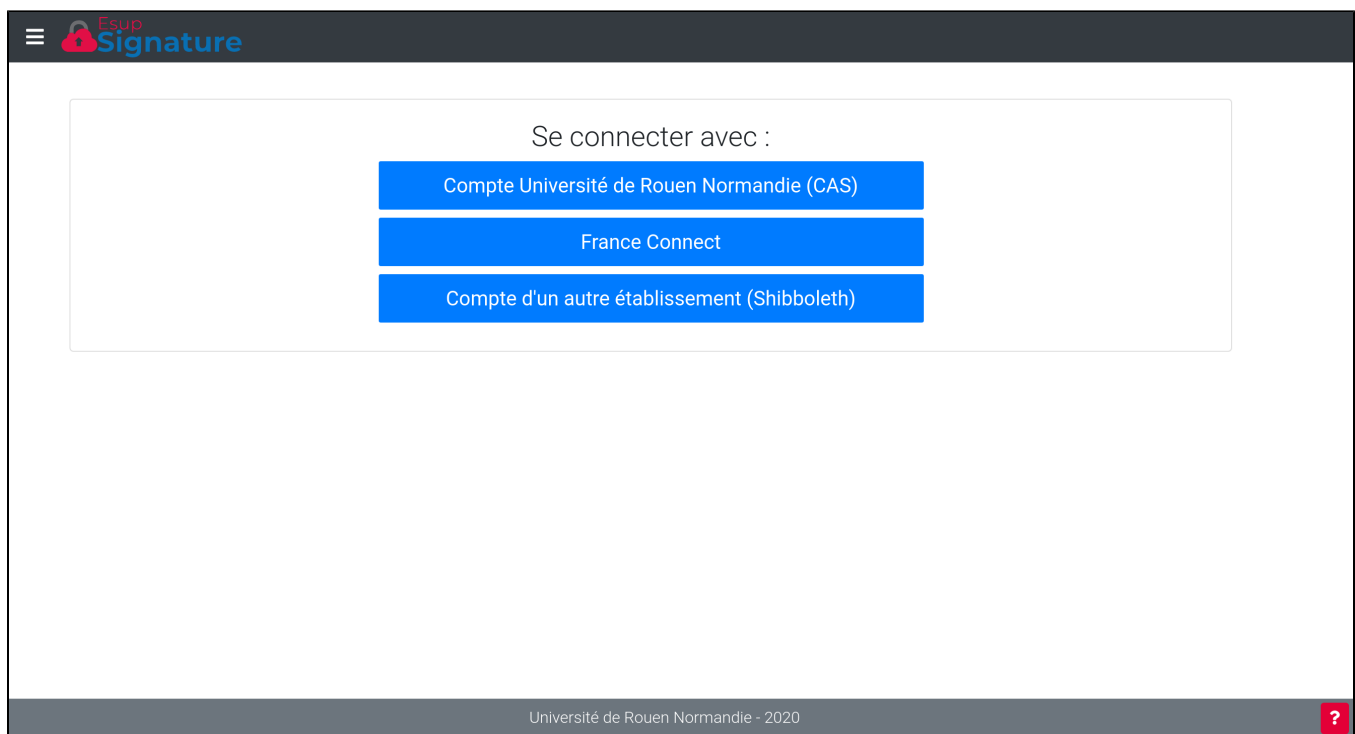 Esup
Signature
Se connecter avec :
Compte Université de Rouen Normandie (CAS)
France Connect
Compte d'un autre établissement (Shibboleth)
Université de Rouen Normandie - 2020
?